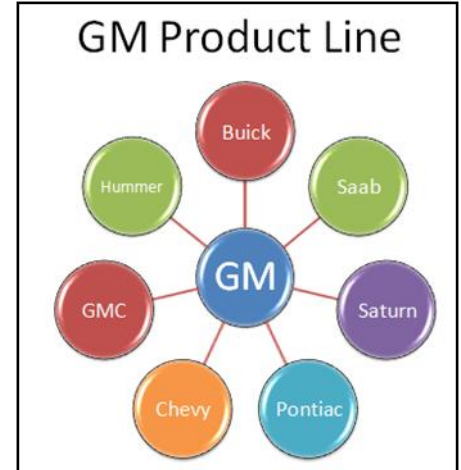 GM Product Line
Buick
Hummer
Saab
GM
GMC
Saturn
Chevy
Pontiac